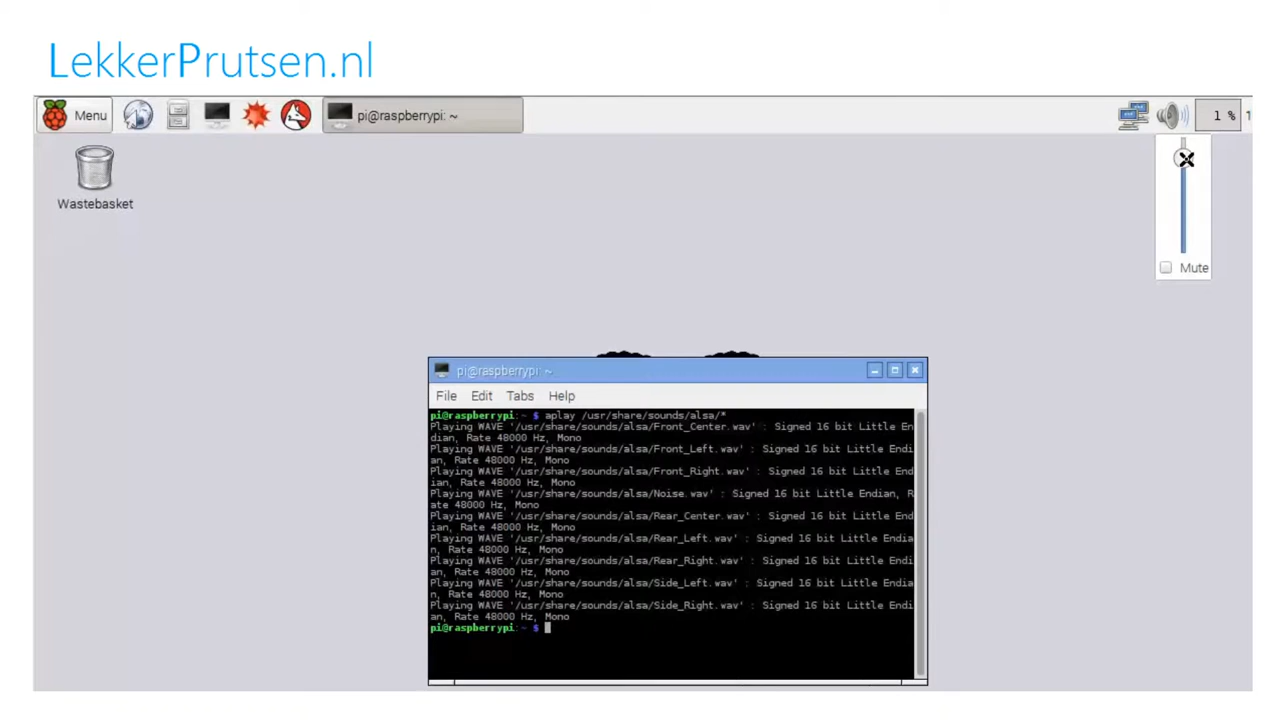 LekkerPrutsen.nl
Menu
pi@raspberrypi: ~
1 %
Wastebasket
Mute
pi@raspberrypi: ~
File Edit Tabs Help
pi@raspberrypi:~ $ aplay /usr/share/sounds/alsa/*
Playing WAVE '/usr/share/sounds/alsa/Front_Center.wav' : Signed 16 bit Little En
dian, Rate 48000 Hz, Mono
Playing WAVE '/usr/share/sounds/alsa/Front_Left.wav' : Signed 16 bit Little Endi
an, Rate 48000 Hz, Mono
Playing WAVE '/usr/share/sounds/alsa/Front_Right.wav' : Signed 16 bit Little End
ian, Rate 48000 Hz, Mono
Playing WAVE '/usr/share/sounds/alsa/Noise.wav' : Signed 16 bit Little Endian, R
ate 48000 Hz, Mono
Playing WAVE '/usr/share/sounds/alsa/Rear_Center.wav' : Signed 16 bit Little End
ian, Rate 48000 Hz, Mono
Playing WAVE '/usr/share/sounds/alsa/Rear_Left.wav' : Signed 16 bit Little Endia
n, Rate 48000 Hz, Mono
Playing WAVE '/usr/share/sounds/alsa/Rear_Right.wav' : Signed 16 bit Little Endi
an, Rate 48000 Hz, Mono
Playing WAVE '/usr/share/sounds/alsa/Side_Left.wav' : Signed 16 bit Little Endia
n, Rate 48000 Hz, Mono
Playing WAVE '/usr/share/sounds/alsa/Side_Right.wav' : Signed 16 bit Little Endi
an, Rate 48000 Hz, Mono
pi@raspberrypi:~ $